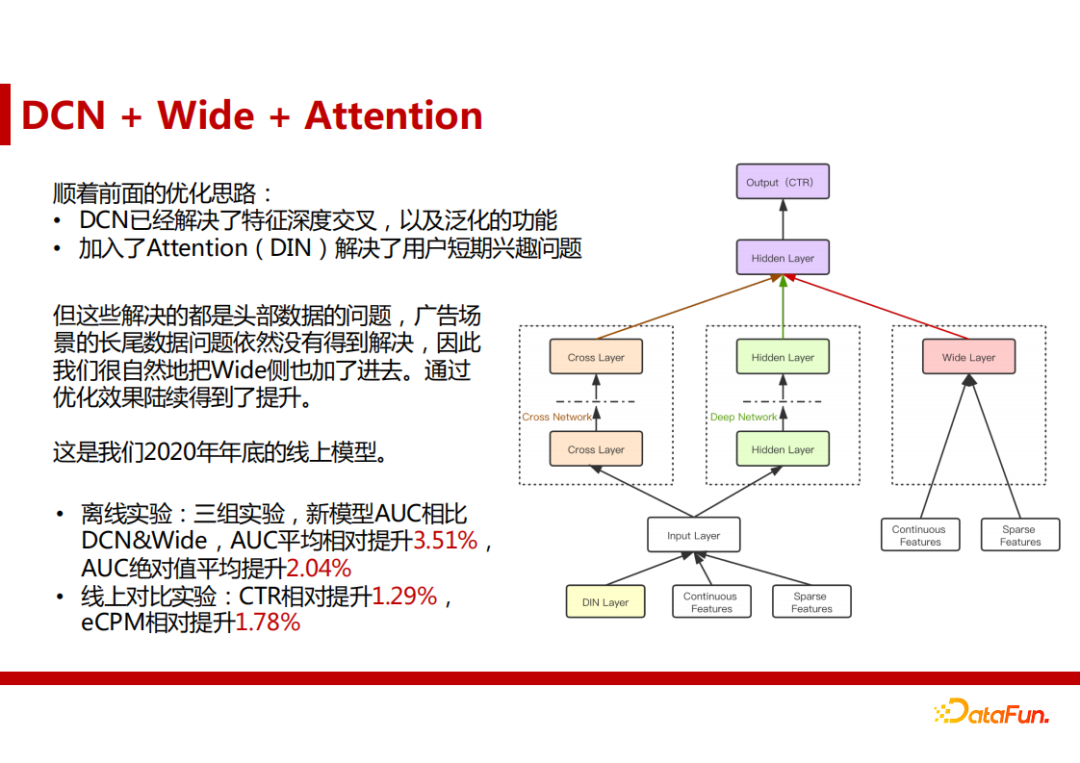 DCN + Wide + Attention
顺着前面的优化思路：
• DCN已经解决了特征深度交叉，以及泛化的功能
• 加入了Attention（DIN）解决了用户短期兴趣问题
但这些解决的都是头部数据的问题，广告场
景的长尾数据问题依然没有得到解决，因此
我们很自然地把Wide侧也加了进去。通过
优化效果陆续得到了提升。
这是我们2020年年底的线上模型。
• 离线实验：三组实验，新模型AUC相比
DCN&Wide，AUC平均相对提升3.51%，
AUC绝对值平均提升2.04%
• 线上对比实验：CTR相对提升1.29%，
eCPM相对提升1.78%
Output（CTR）
Hidden Layer
Cross Layer
Hidden Layer
Wide Layer
Cross Network
Deep Network
Cross Layer
Hidden Layer
Input Layer
Continuous
Features
Sparse
Features
DIN Layer
Continuous
Features
Sparse
Features
DataFun.